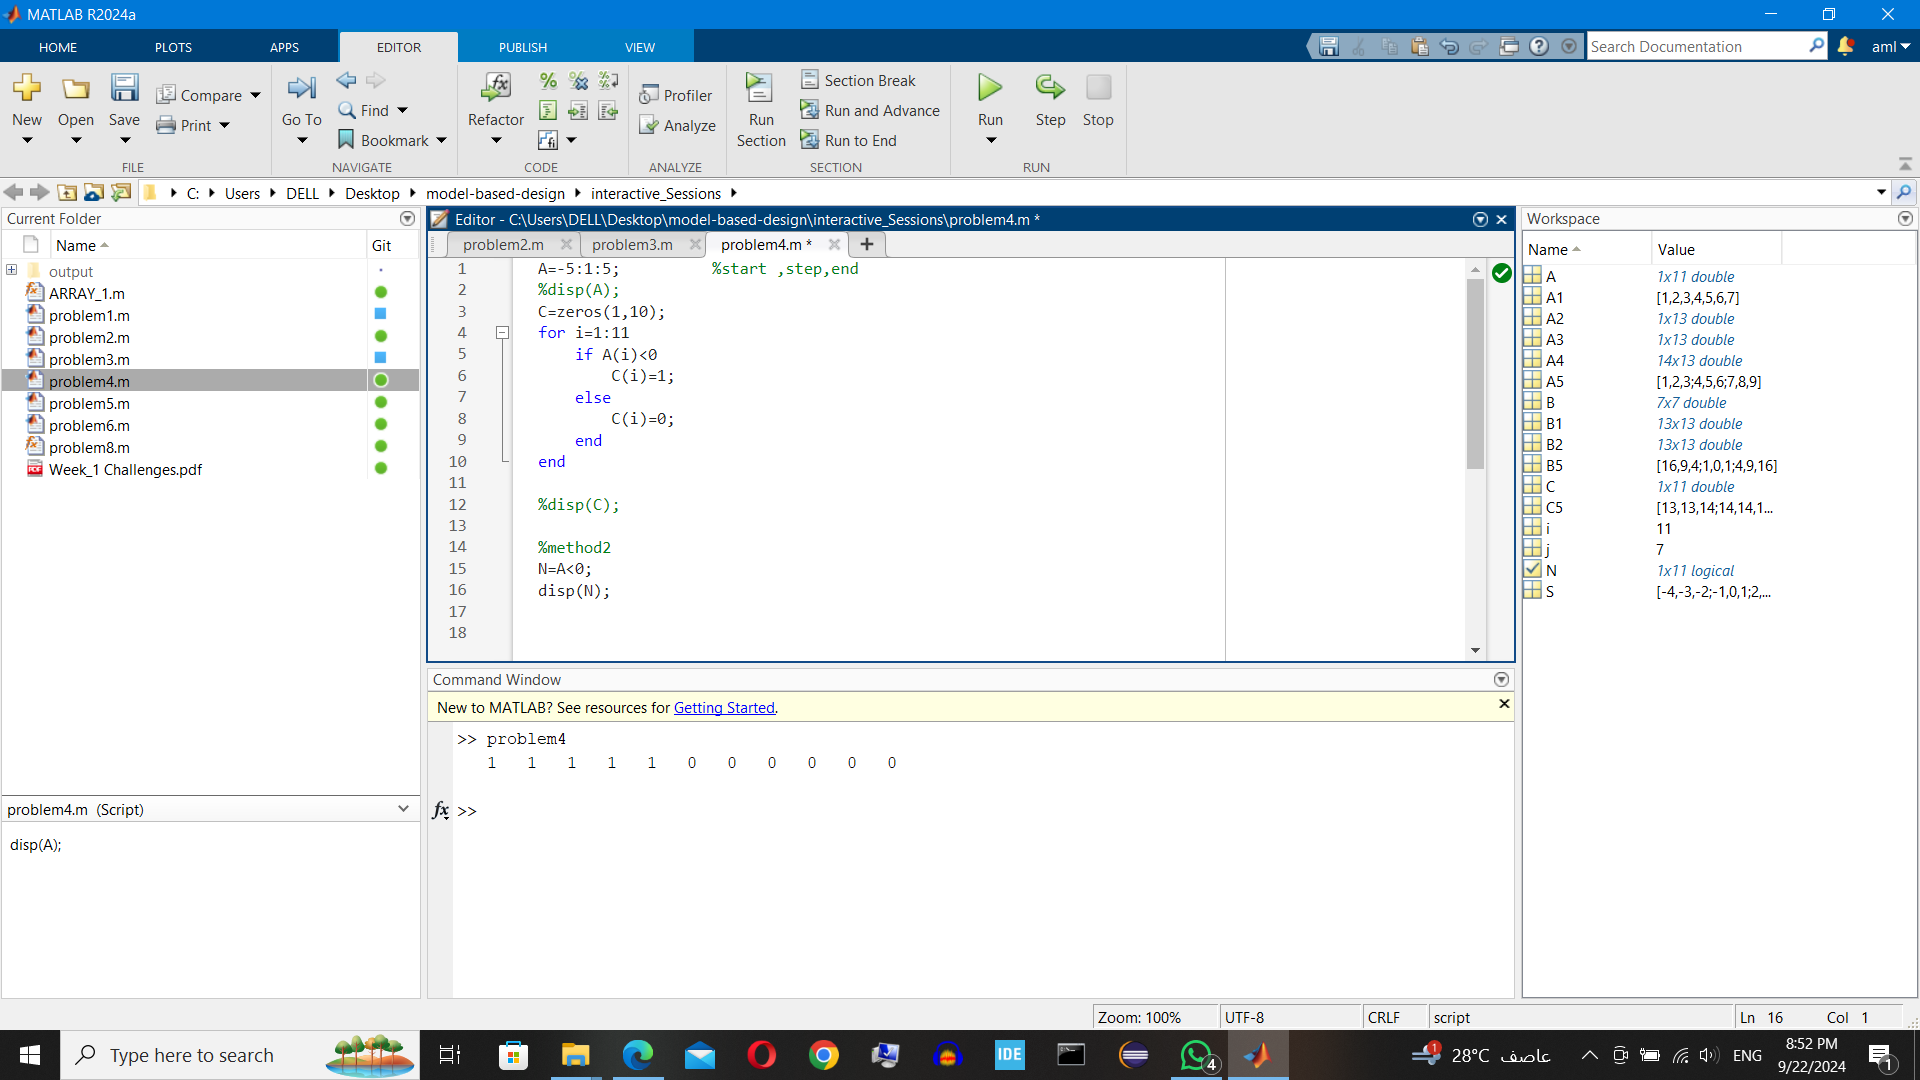 MATLAB R2024a
HOME PLOTS APPS EDITOR PUBLISH VIEW
Search Documentation
aml
New Open Save Compare Print
FILE
Go To Find Bookmark
NAVIGATE
Refactor
CODE
Profiler
Analyze
ANALYZE
Run Section
Section Break
Run and Advance
Run to End
SECTION
Run Step Stop
RUN
C: Users DELL Desktop model-based-design interactive_Sessions
Current Folder
Name Git
output
ARRAY_1.m
problem1.m
problem2.m
problem3.m
problem4.m
problem5.m
problem6.m
problem8.m
Week_1 Challenges.pdf
problem4.m (Script)
disp(A);
Editor - C:\Users\DELL\Desktop\model-based-design\interactive_Sessions\problem4.m *
problem2.m problem3.m problem4.m * +
1 A=-5:1:5; %start ,step,end
2 %disp(A);
3 C=zeros(1,10);
4 for i=1:11
5 if A(i)<0
6 C(i)=1;
7 else
8 C(i)=0;
9 end
10 end
11
12 %disp(C);
13
14 %method2
15 N=A<0;
16 disp(N);
17
18
Command Window
New to MATLAB? See resources for Getting Started.
>> problem4
1 1 1 1 1 0 0 0 0 0 0
fx >>
Workspace
Name Value
A 1x11 double
A1 [1,2,3,4,5,6,7]
A2 1x13 double
A3 1x13 double
A4 14x13 double
A5 [1,2,3;4,5,6;7,8,9]
B 7x7 double
B1 13x13 double
B2 13x13 double
B5 [16,9,4;1,0,1;4,9,16]
C 1x11 double
C5 [13,13,14;14,14,1...
i 11
j 7
N 1x11 logical
S [-4,-3,-2;-1,0,1;2,...
Zoom: 100% UTF-8 CRLF script Ln 16 Col 1
Type here to search
IDE
4
1
28°C عاصف
ENG
8:52 PM
9/22/2024
1